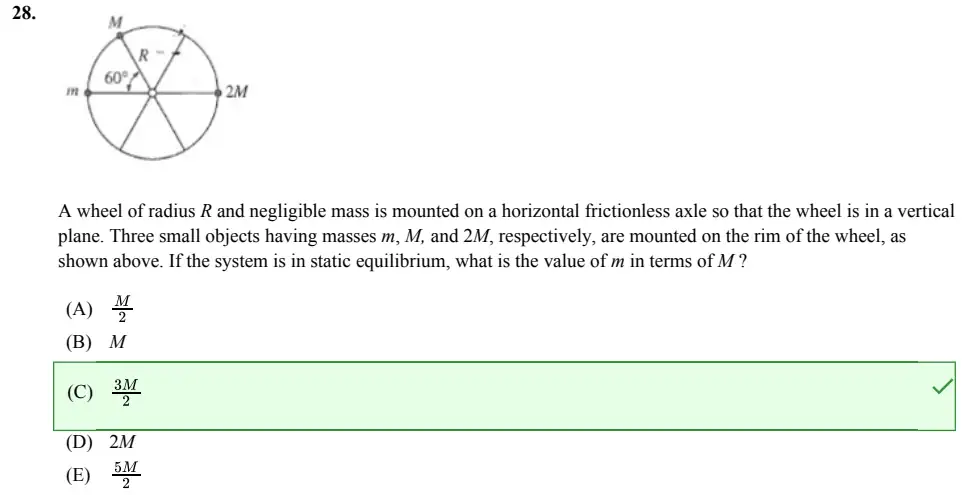 28.
M
R
60°
m
2M
A wheel of radius R and negligible mass is mounted on a horizontal frictionless axle so that the wheel is in a vertical
plane. Three small objects having masses m, M, and 2M, respectively, are mounted on the rim of the wheel, as
shown above. If the system is in static equilibrium, what is the value of m in terms of M ?
(A) M/2
(B) M
(C) 3M/2
(D) 2M
(E) 5M/2